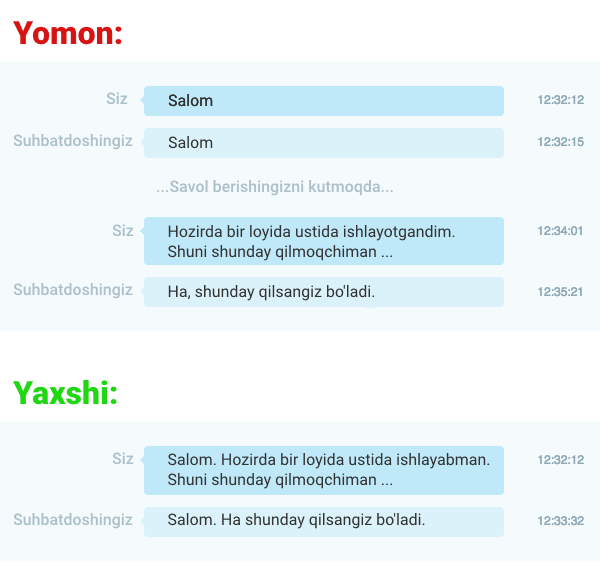 Yomon:
Siz Salom 12:32:12
Suhbatdoshingiz Salom 12:32:15
...Savol berishingizni kutmoqda...
Siz Hozirda bir loyida ustida ishlayotgandim. 12:34:01
Shuni shunday qilmoqchiman ...
Suhbatdoshingiz Ha, shunday qilsangiz bo'ladi. 12:35:21
Yaxshi:
Siz Salom. Hozirda bir loyida ustida ishlayabman. 12:32:12
Shuni shunday qilmoqchiman ...
Suhbatdoshingiz Salom. Ha shunday qilsangiz bo'ladi. 12:33:32